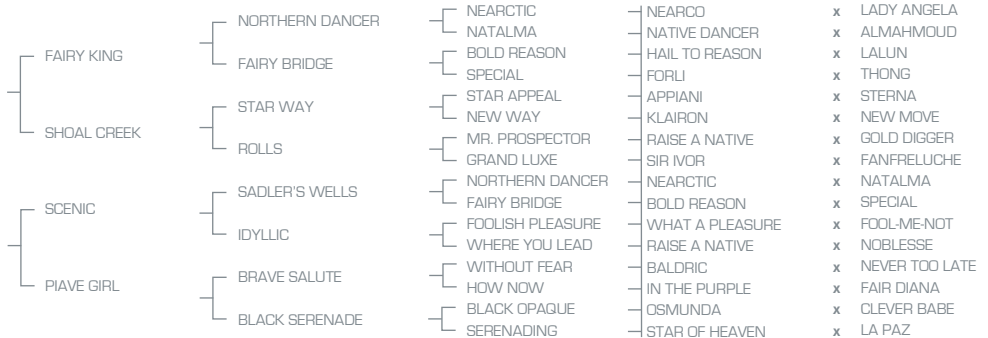 NEARCTIC NEARCO x LADY ANGELA
NORTHERN DANCER
NATALMA NATIVE DANCER x ALMAHMOUD
FAIRY KING
BOLD REASON HAIL TO REASON x LALUN
FAIRY BRIDGE
SPECIAL FORLI x THONG
STAR APPEAL APPIANI x STERNA
STAR WAY
NEW WAY KLAIRON x NEW MOVE
SHOAL CREEK
MR. PROSPECTOR RAISE A NATIVE x GOLD DIGGER
ROLLS
GRAND LUXE SIR IVOR x FANFRELUCHE
NORTHERN DANCER NEARCTIC x NATALMA
SADLER'S WELLS
FAIRY BRIDGE BOLD REASON x SPECIAL
SCENIC
FOOLISH PLEASURE WHAT A PLEASURE x FOOL-ME-NOT
IDYLLIC
WHERE YOU LEAD RAISE A NATIVE x NOBLESSE
WITHOUT FEAR BALDRIC x NEVER TOO LATE
BRAVE SALUTE
HOW NOW IN THE PURPLE x FAIR DIANA
PIAVE GIRL
BLACK OPAQUE OSMUNDA x CLEVER BABE
BLACK SERENADE
SERENADING STAR OF HEAVEN x LA PAZ